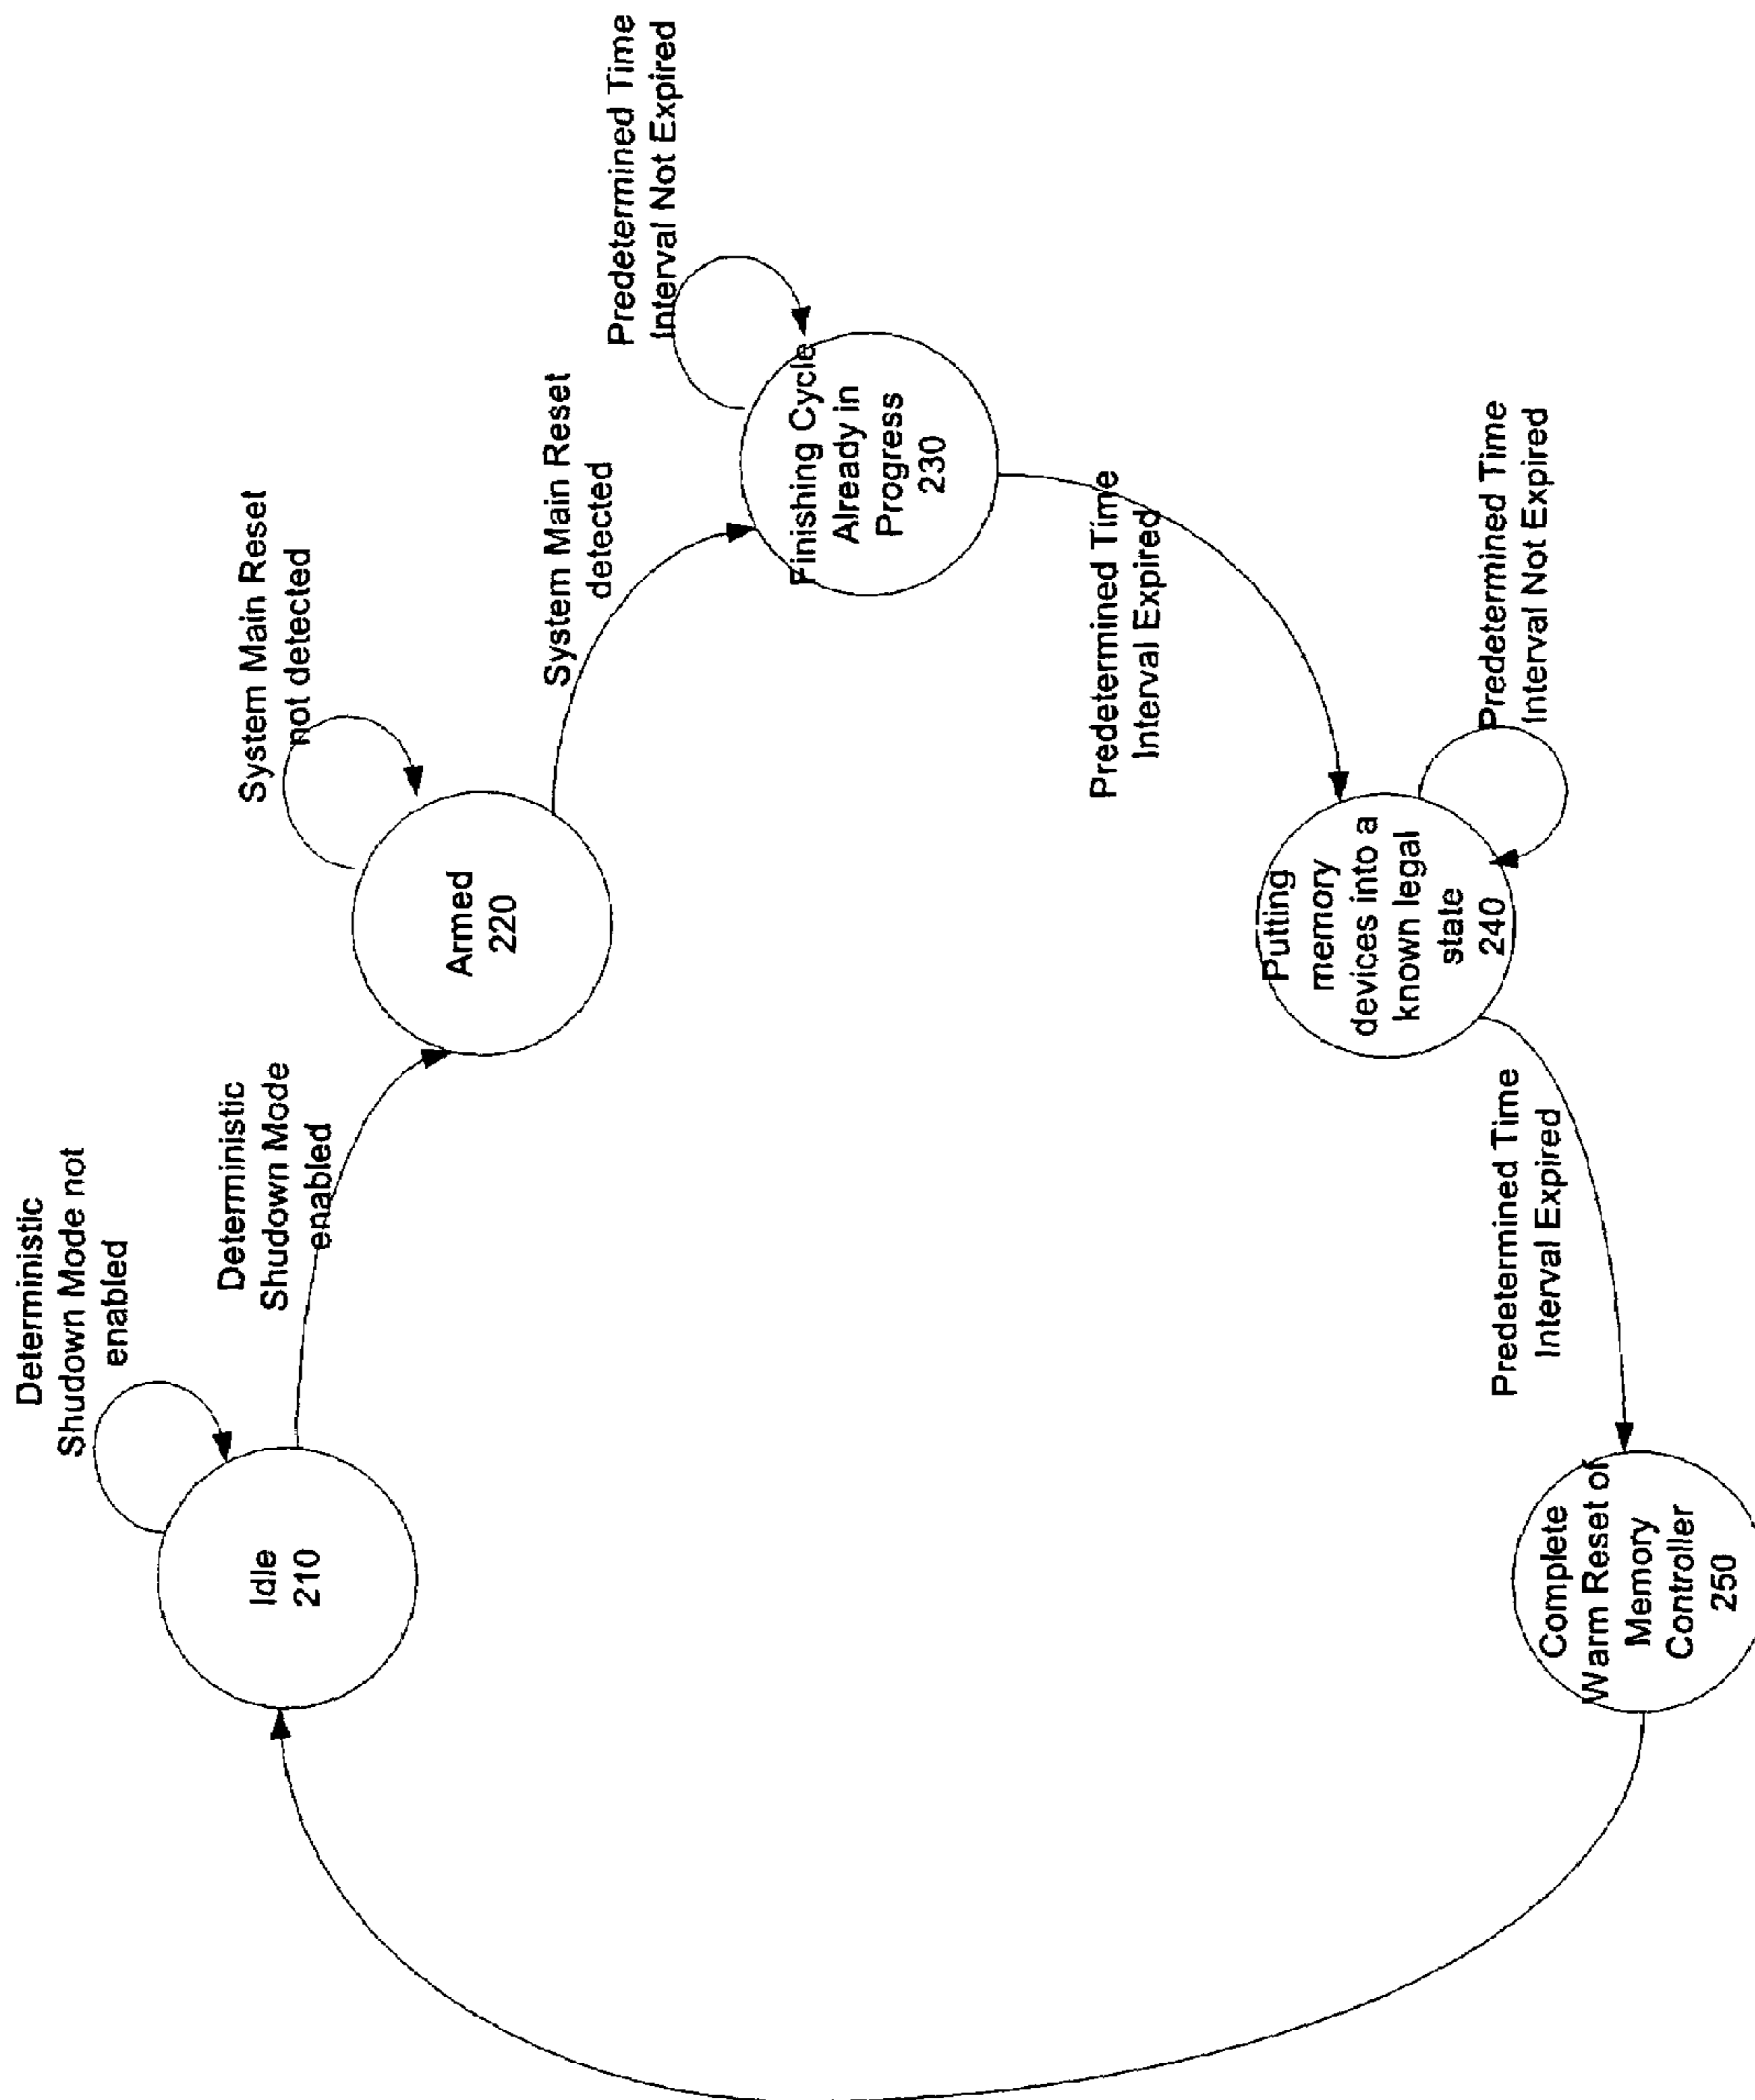 Deterministic
Shudown Mode not
enabled
Idle
210
Deterministic
Shudown Mode
enabled
System Main Reset
not detected
Armed
220
System Main Reset
detected
Predetermined Time
Interval Not Expired
Finishing Cycle
Already in
Progress
230
Predetermined Time
Interval Expired
Putting
memory
devices into a
known legal
state
240
Predetermined Time
Interval Not Expired
Predetermined Time
Interval Expired
Complete
Warm Reset of
Memory
Controller
250